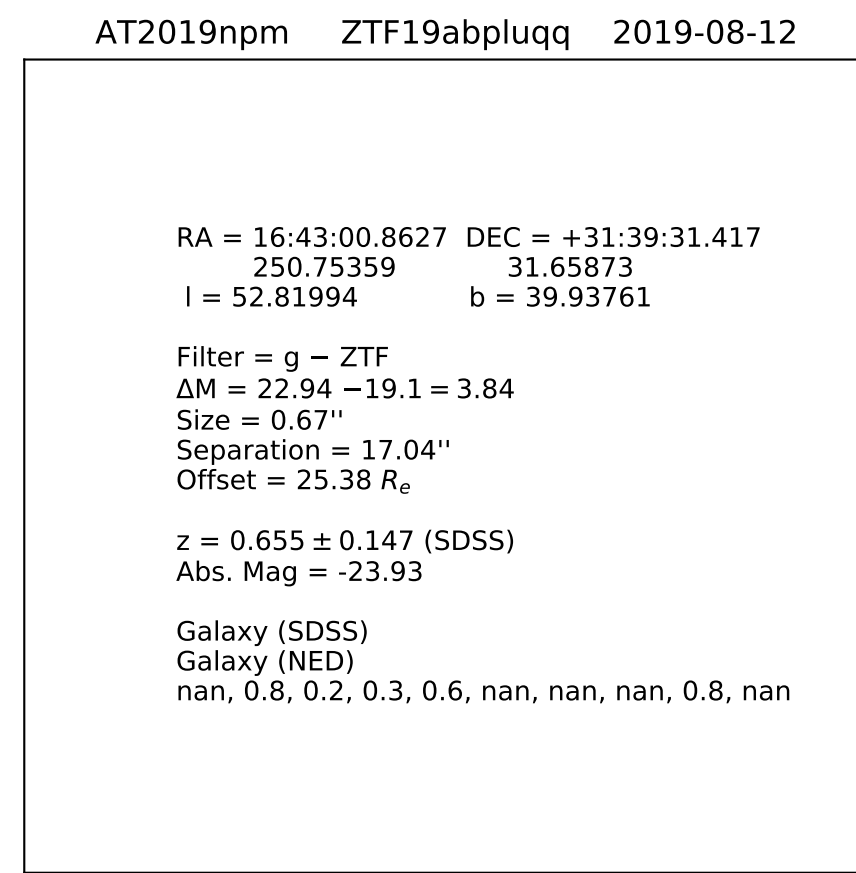 AT2019npm ZTF19abpluqq 2019-08-12
RA = 16:43:00.8627 DEC = +31:39:31.417
250.75359 31.65873
l = 52.81994 b = 39.93761
Filter = g − ZTF
ΔM = 22.94 −19.1 = 3.84
Size = 0.67''
Separation = 17.04''
Offset = 25.38 Re
z = 0.655 ± 0.147 (SDSS)
Abs. Mag = -23.93
Galaxy (SDSS)
Galaxy (NED)
nan, 0.8, 0.2, 0.3, 0.6, nan, nan, nan, 0.8, nan